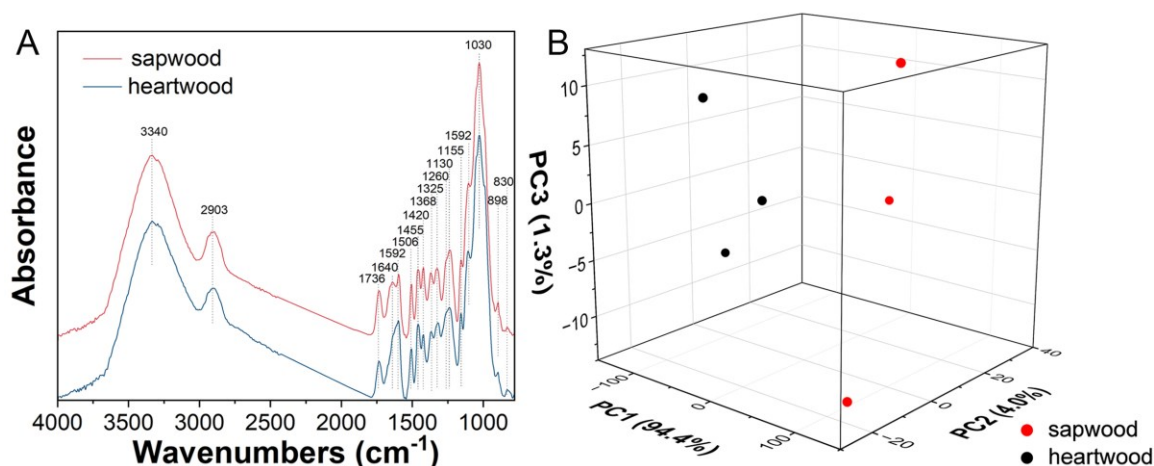 A
sapwood
heartwood
3340
2903
1736
1640
1592
1506
1455
1420
1368
1325
1260
1130
1155
1592
1030
898
830
Absorbance
4000 3500 3000 2500 2000 1500 1000
Wavenumbers (cm⁻¹)
B
10
5
0
−5
−10
PC3 (1.3%)
−100
0
100
PC1 (94.4%)
−20
0
20
40
PC2 (4.0%)
sapwood
heartwood